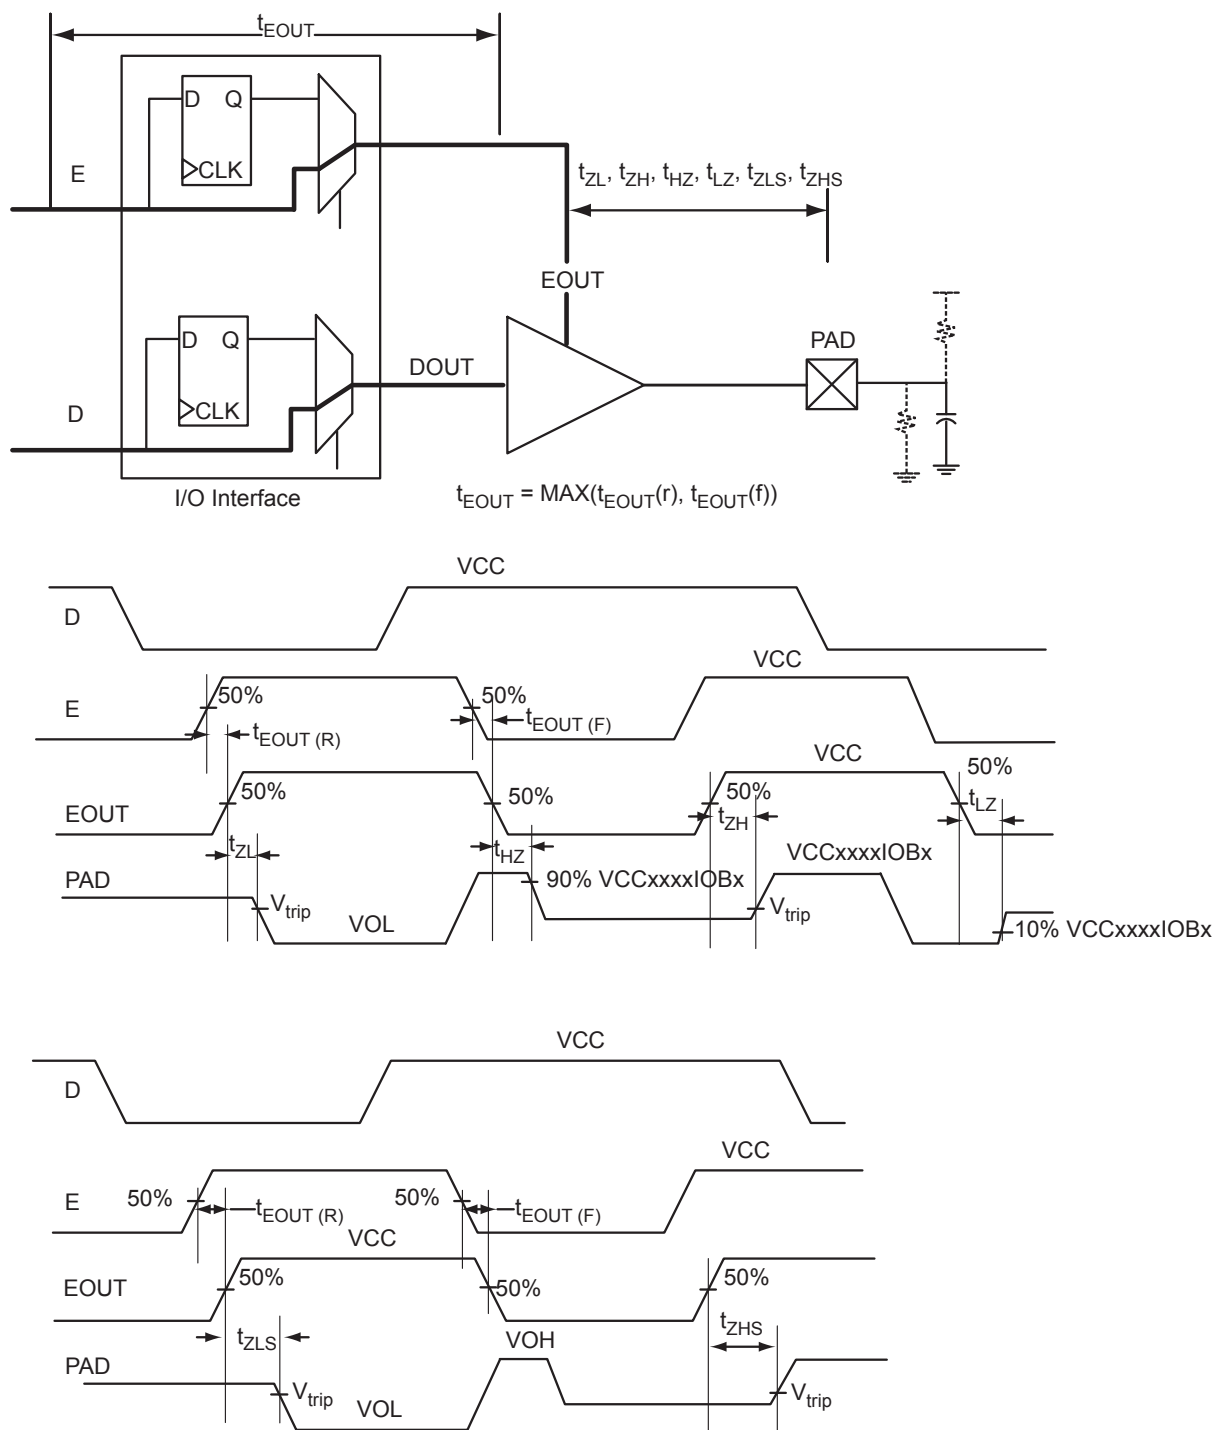 tEOUT
D Q
CLK
E
tZL, tZH, tHZ, tLZ, tZLS, tZHS
EOUT
D Q
CLK
D
DOUT
PAD
I/O Interface
tEOUT = MAX(tEOUT(r), tEOUT(f))
VCC
D
VCC
E
50%
50%
tEOUT (R)
tEOUT (F)
VCC
50%
EOUT
50%
50%
50%
tZL
tHZ
tZH
tLZ
VCCxxxxIOBx
PAD
90% VCCxxxxIOBx
Vtrip
VOL
Vtrip
10% VCCxxxxIOBx
VCC
D
VCC
E
50%
50%
tEOUT (R)
tEOUT (F)
VCC
EOUT
50%
50%
50%
tZLS
VOH
tZHS
PAD
Vtrip
VOL
Vtrip